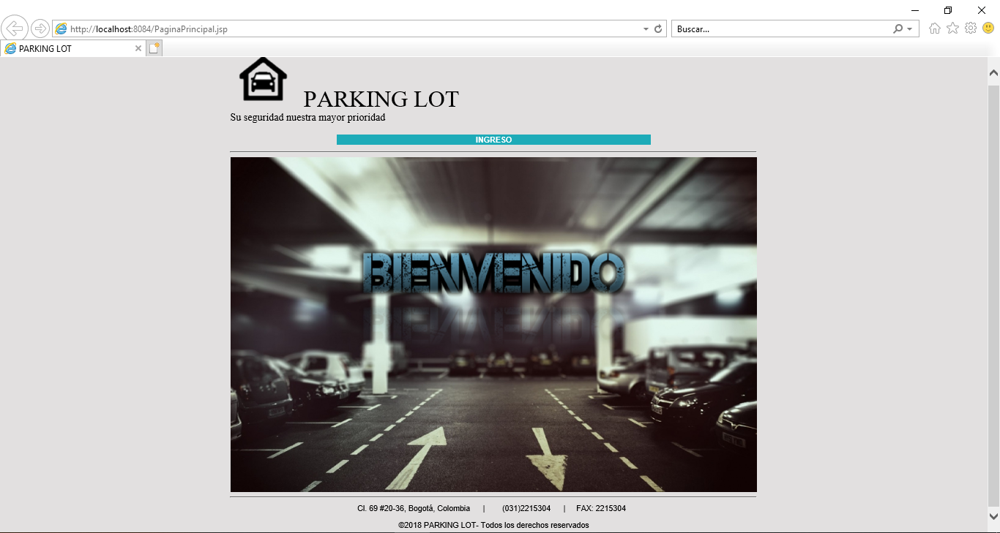 http://localhost:8084/PaginaPrincipal.jsp
Buscar...
PARKING LOT
PARKING LOT
Su seguridad nuestra mayor prioridad
INGRESO
BIENVENIDO
Cl. 69 #20-36, Bogotá, Colombia | (031)2215304 | FAX: 2215304
©2018 PARKING LOT- Todos los derechos reservados